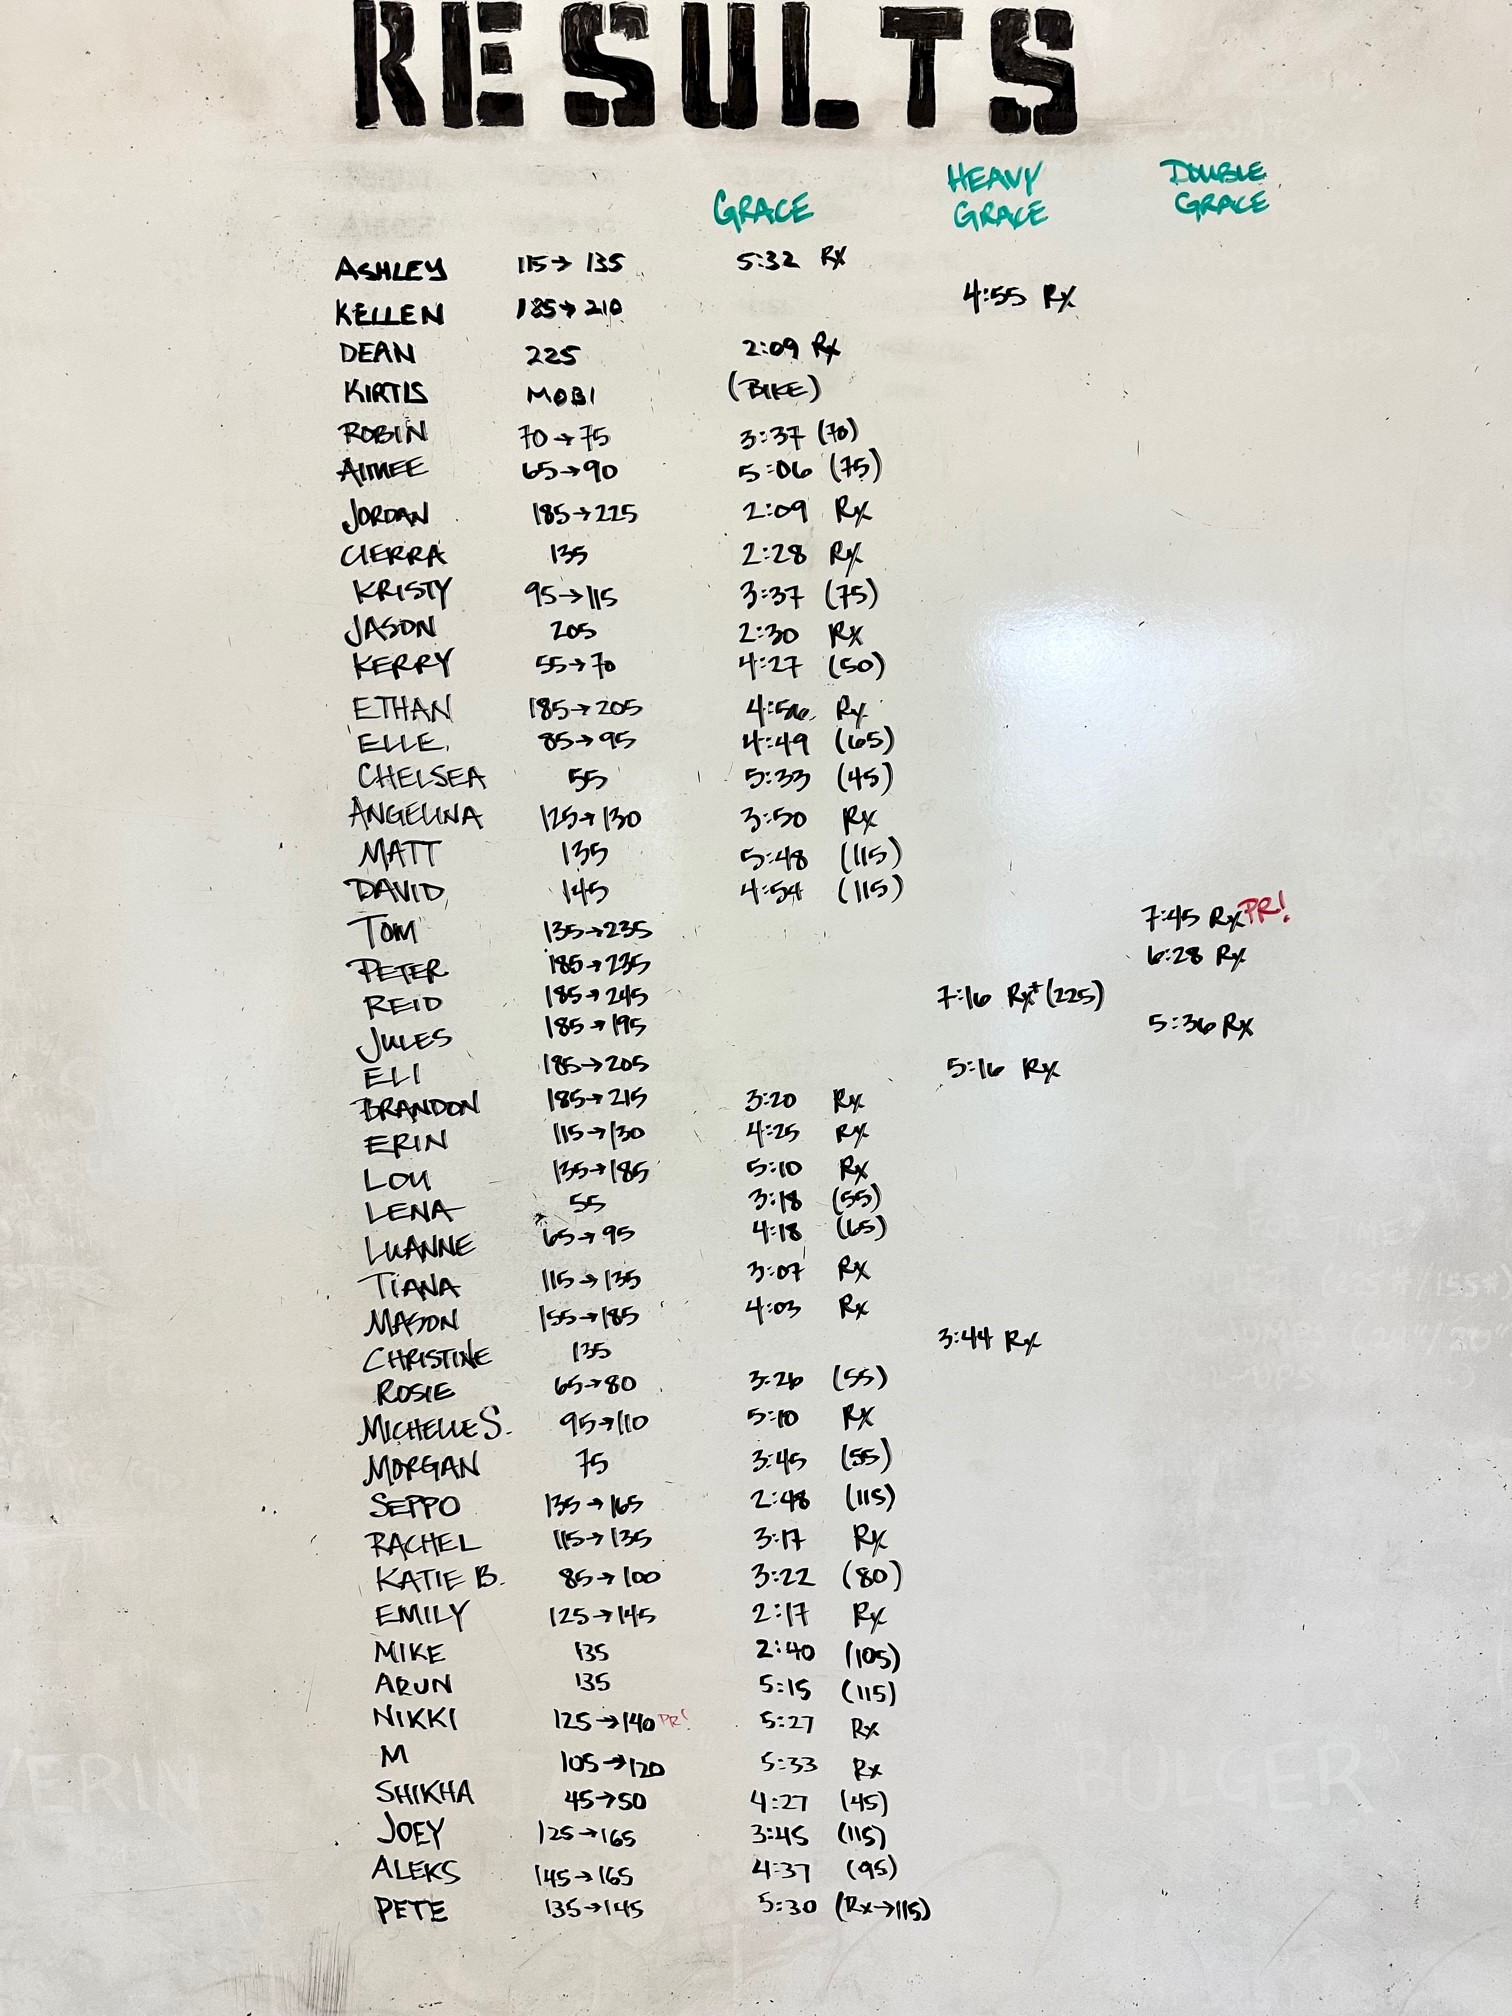 RESULTS
GRACE HEAVY GRACE DOUBLE GRACE
ASHLEY 115→135 5:32 Rx
KELLEN 185→210 4:55 Rx
DEAN 225 2:09 Rx
KIRTIS MOBI (BIKE)
ROBIN 70→75 3:37 (70)
AIMEE 65→90 5:06 (75)
JORDAN 185→225 2:09 Rx
CIERRA 135 2:28 Rx
KRISTY 95→115 3:37 (75)
JASON 205 2:30 Rx
KERRY 55→70 4:27 (50)
ETHAN 185→205 4:56 Rx
ELLE 85→95 4:49 (65)
CHELSEA 55 5:33 (45)
ANGELINA 125→130 3:50 Rx
MATT 135 5:48 (115)
DAVID 145 4:54 (115)
TOM 135→235 7:45 Rx PR!
PETER 185→235 6:28 Rx
REID 185→245 7:16 Rx+(225)
JULES 185→195 5:36 Rx
ELI 185→205 5:16 Rx
BRANDON 185→215 3:20 Rx
ERIN 115→130 4:25 Rx
LOU 135→185 5:10 Rx
LENA 55 3:18 (55)
LUANNE 65→95 4:18 (65)
TIANA 115→135 3:07 Rx
MASON 155→185 4:03 Rx
CHRISTINE 135 3:44 Rx
ROSIE 65→80 3:26 (55)
MICHELLE S. 95→110 5:10 Rx
MORGAN 75 3:45 (55)
SEPPO 135→165 2:48 (115)
RACHEL 115→135 3:17 Rx
KATIE B. 85→100 3:22 (80)
EMILY 125→145 2:17 Rx
MIKE 135 2:40 (105)
ARUN 135 5:15 (115)
NIKKI 125→140 PR! 5:27 Rx
M 105→120 5:33 Rx
SHIKHA 45→50 4:27 (45)
JOEY 125→165 3:45 (115)
ALEKS 145→165 4:37 (95)
PETE 135→145 5:30 (Rx→115)